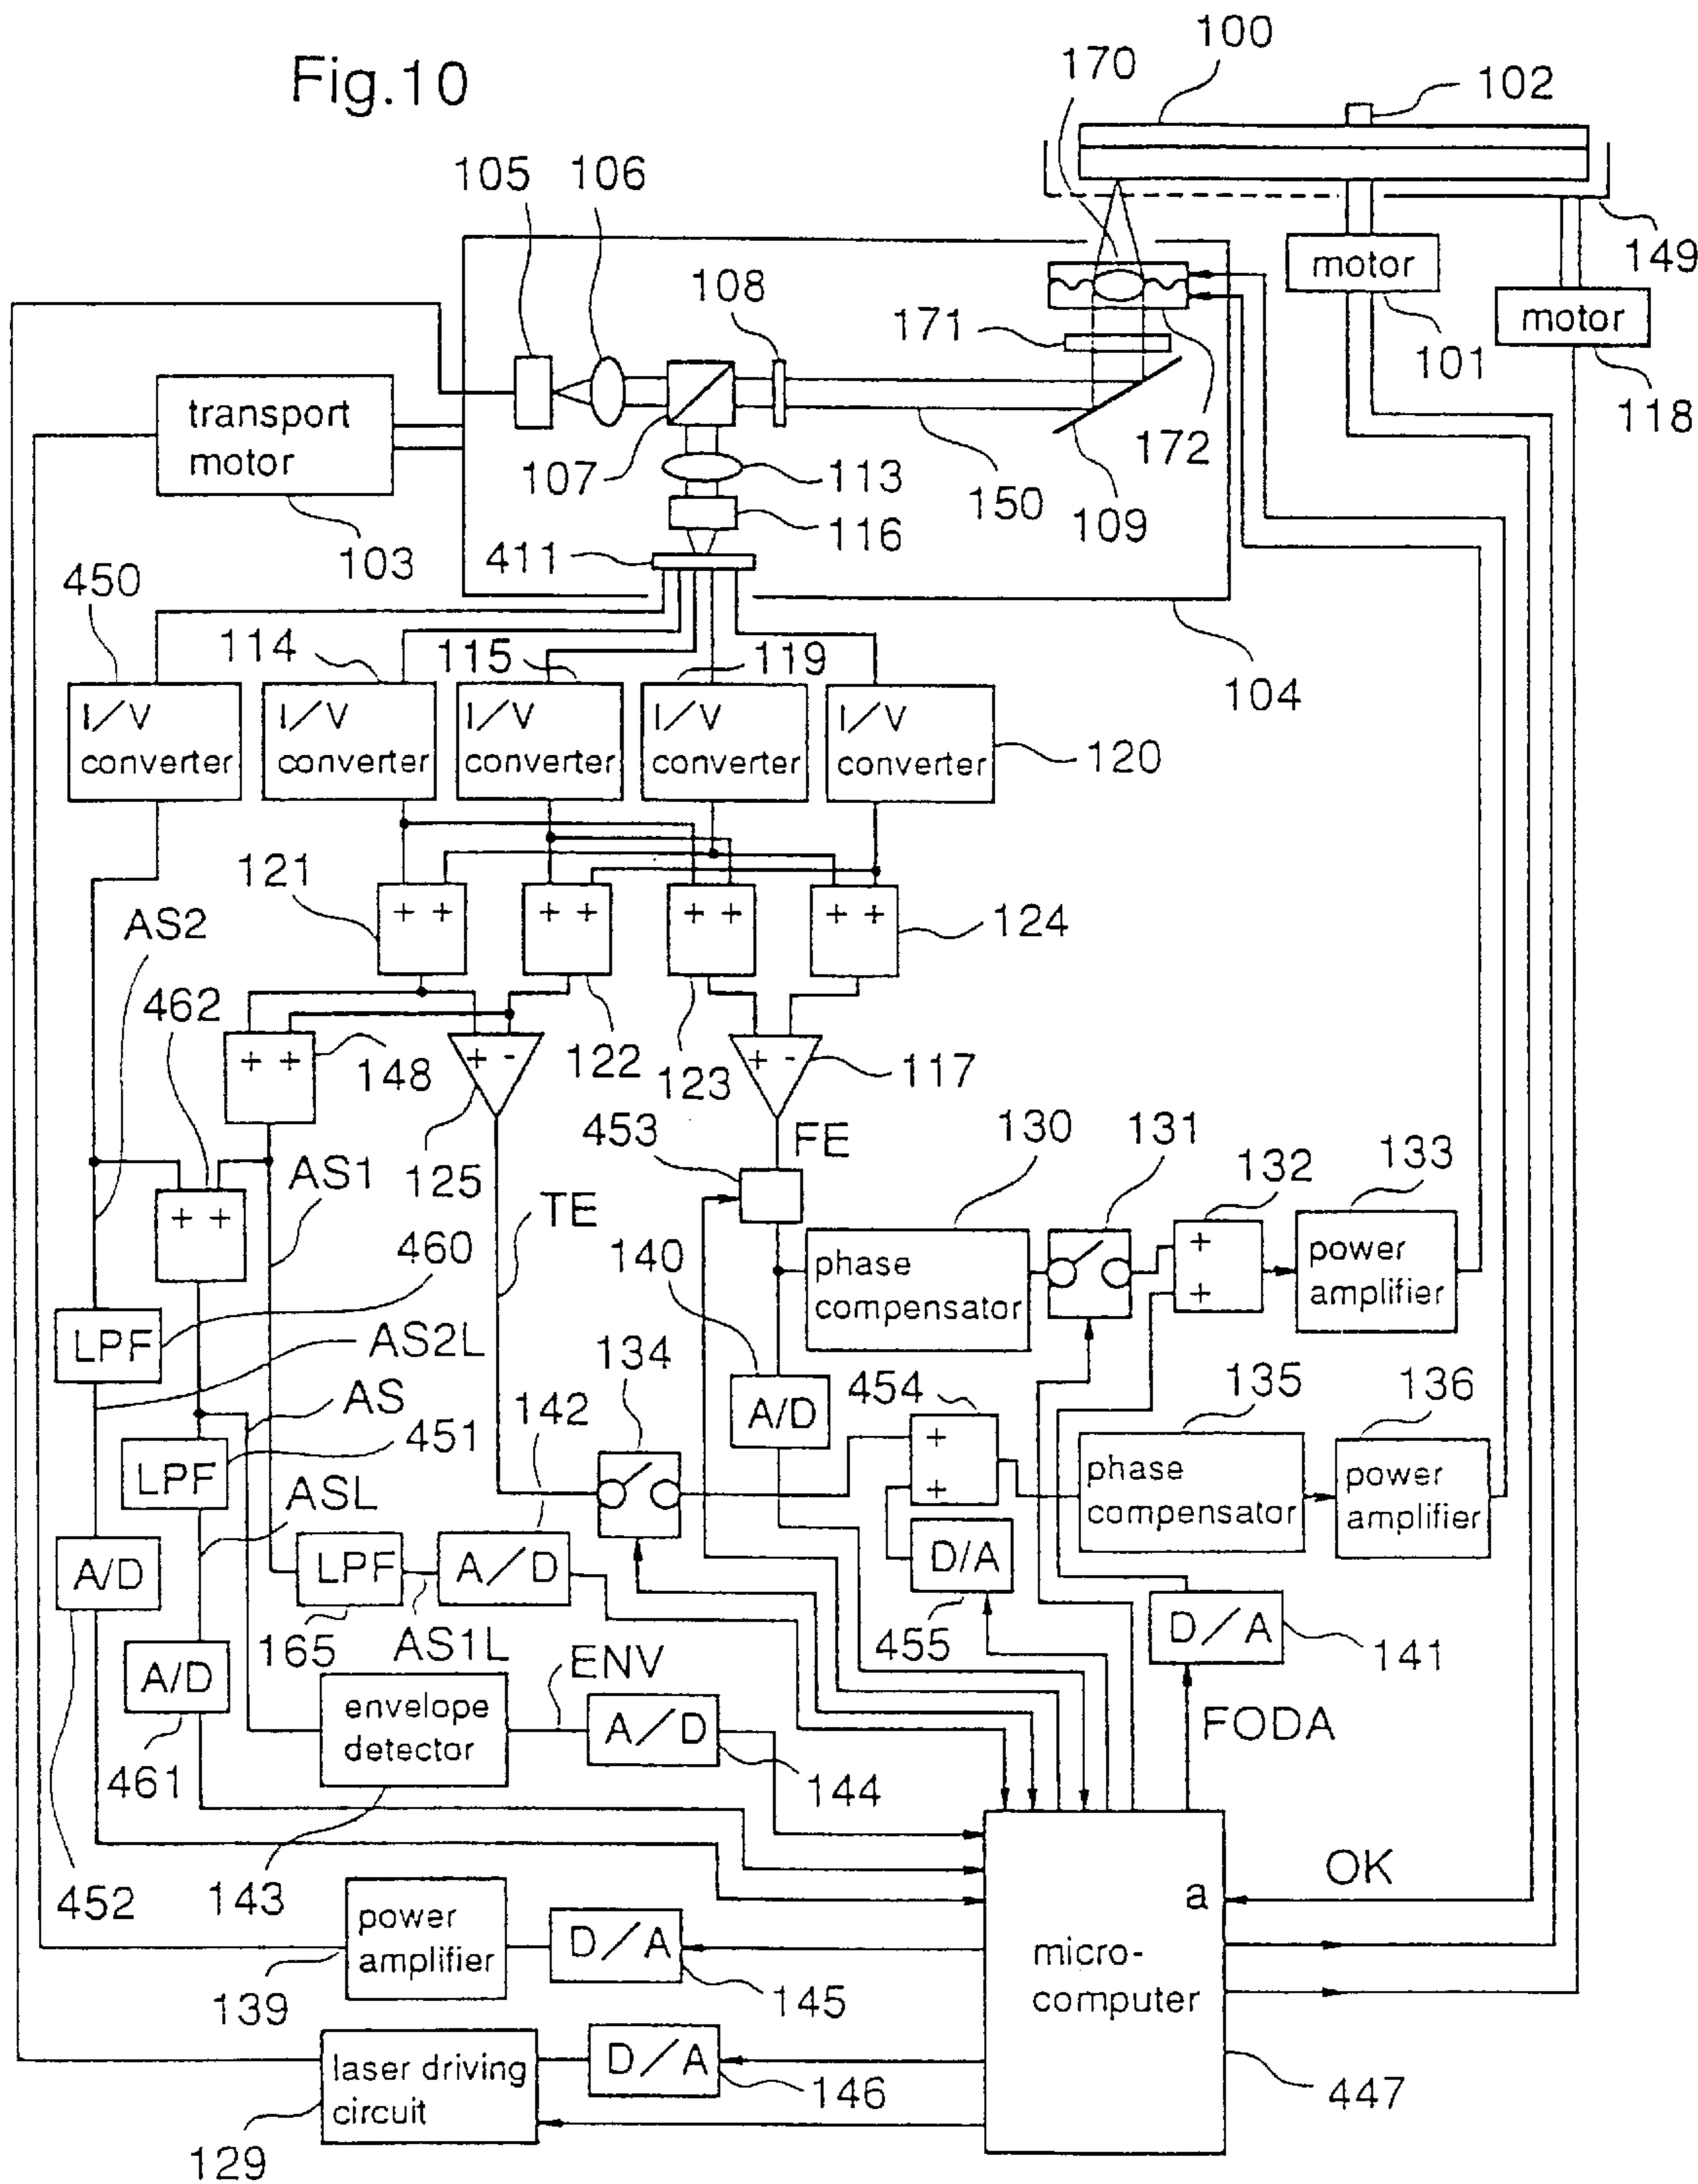 Fig.10
100
170
102
105
106
149
motor
108
171
motor
101
transport
motor
118
172
107
113
150
109
116
411
103
450
114
115
119
104
I/V
converter
I/V
converter
I/V
converter
I/V
converter
I/V
converter
120
121
+ +
+ +
+ +
+ +
124
AS2
462
+ +
148
+ -
122
123
+ -
117
125
453
FE
130
131
132
133
AS1
TE
+ +
460
140
phase
compensator
+
+
power
amplifier
LPF
AS2L
134
454
135
136
AS
142
A/D
451
LPF
+
+
phase
compensator
power
amplifier
ASL
A/D
LPF
A/D
D/A
455
D/A
141
165
AS1L
ENV
A/D
envelope
detector
A/D
FODA
461
144
452
143
OK
a
power
amplifier
D/A
micro-
computer
139
145
laser driving
circuit
D/A
146
447
129